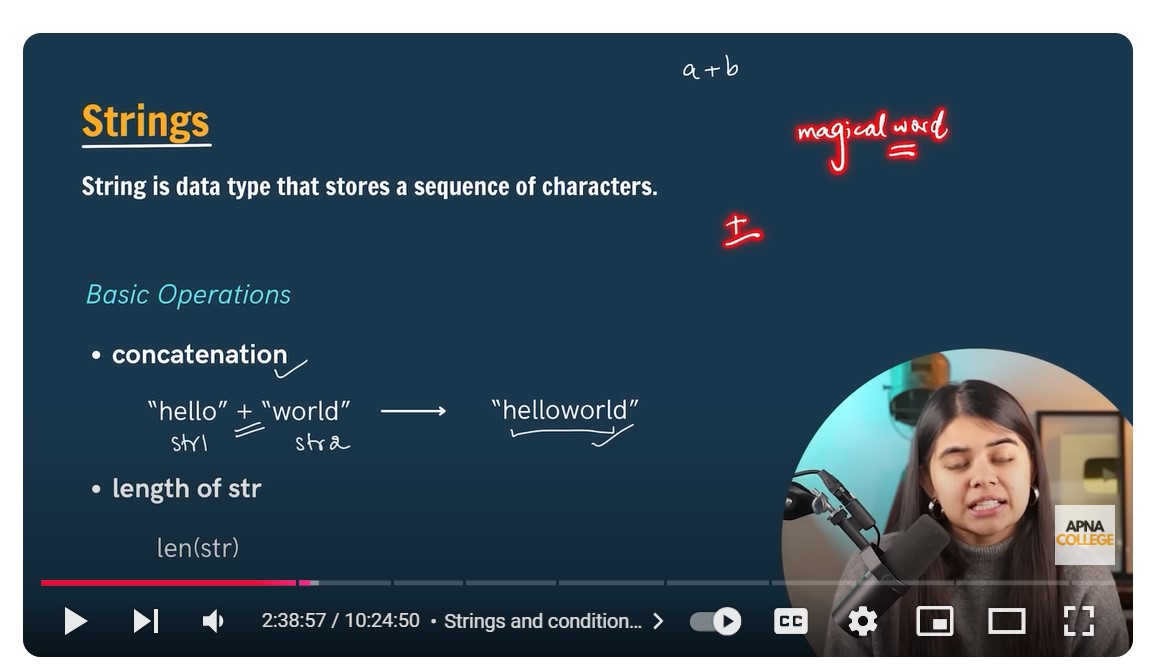 a+b
Strings
magical word
String is data type that stores a sequence of characters.
+
Basic Operations
• concatenation
“hello” + “world” → “helloworld”
str1 str2
• length of str
len(str)
APNA
COLLEGE
2:38:57 / 10:24:50 • Strings and condition... >
CC